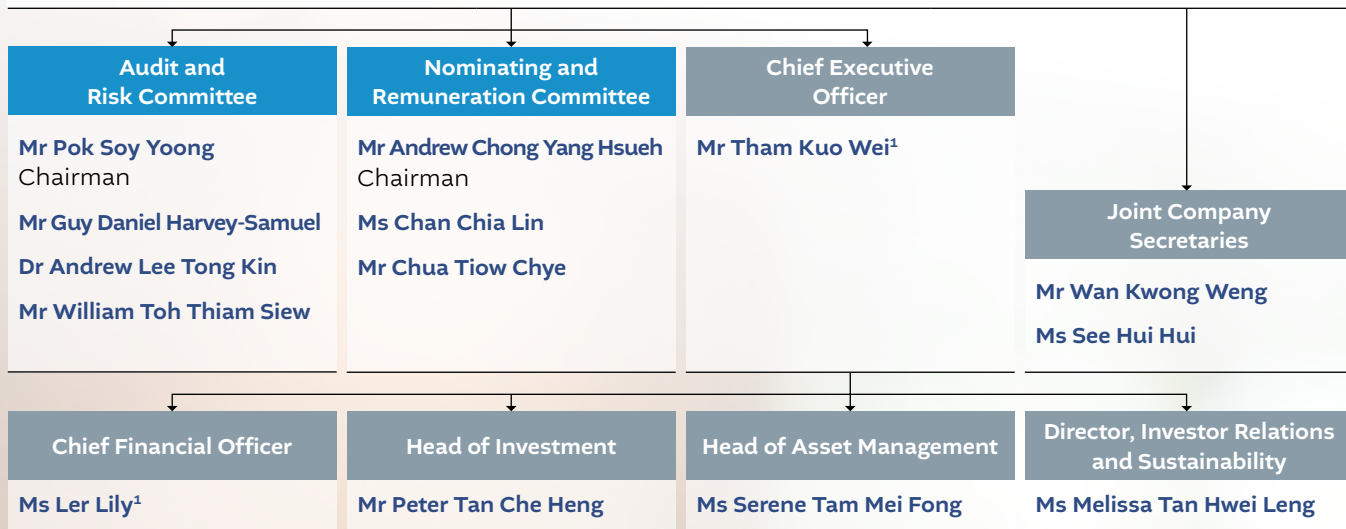 Audit and
Risk Committee
Mr Pok Soy Yoong
Chairman
Mr Guy Daniel Harvey-Samuel
Dr Andrew Lee Tong Kin
Mr William Toh Thiam Siew
Nominating and
Remuneration Committee
Mr Andrew Chong Yang Hsueh
Chairman
Ms Chan Chia Lin
Mr Chua Tiow Chye
Chief Executive
Officer
Mr Tham Kuo Wei¹
Joint Company
Secretaries
Mr Wan Kwong Weng
Ms See Hui Hui
Chief Financial Officer
Ms Ler Lily¹
Head of Investment
Mr Peter Tan Che Heng
Head of Asset Management
Ms Serene Tam Mei Fong
Director, Investor Relations
and Sustainability
Ms Melissa Tan Hwei Leng